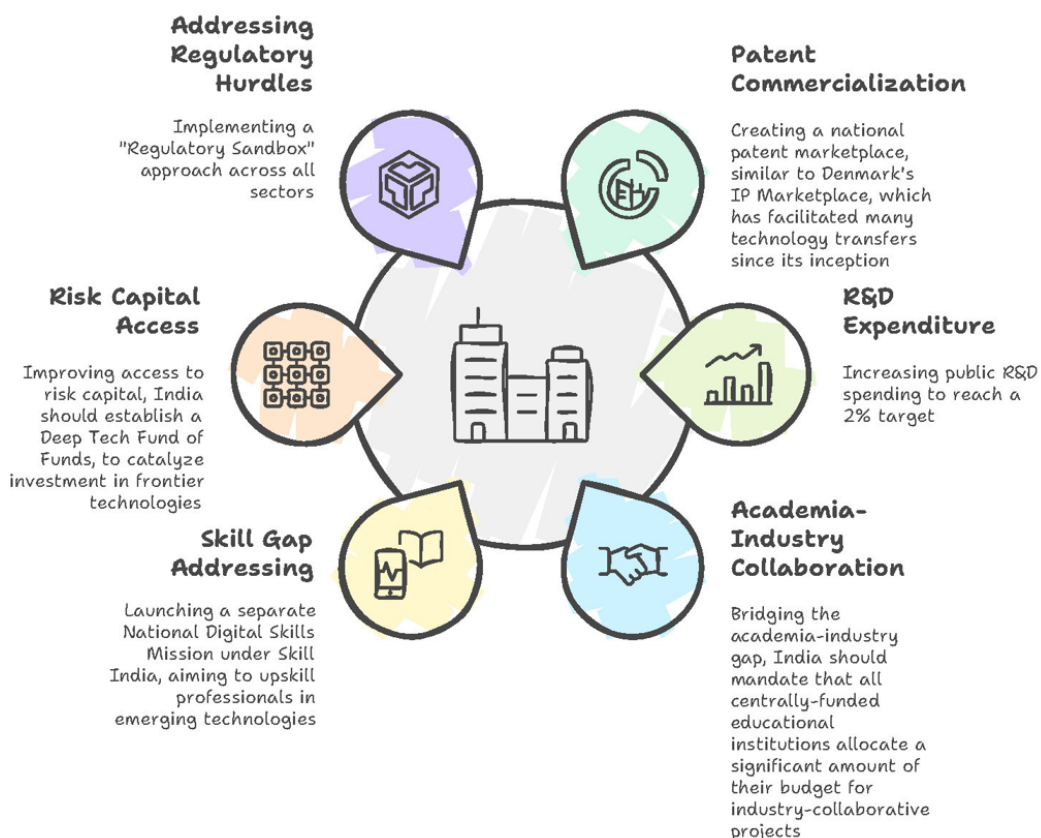 Addressing
Regulatory
Hurdles
Implementing a
"Regulatory Sandbox"
approach across all
sectors
Patent
Commercialization
Creating a national
patent marketplace,
similar to Denmark's
IP Marketplace, which
has facilitated many
technology transfers
since its inception
Risk Capital
Access
Improving access to
risk capital, India
should establish a
Deep Tech Fund of
Funds, to catalyze
investment in frontier
technologies
R&D
Expenditure
Increasing public R&D
spending to reach a
2% target
Skill Gap
Addressing
Launching a separate
National Digital Skills
Mission under Skill
India, aiming to upskill
professionals in
emerging technologies
Academia-
Industry
Collaboration
Bridging the
academia-industry
gap, India should
mandate that all
centrally-funded
educational
institutions allocate a
significant amount of
their budget for
industry-collaborative
projects